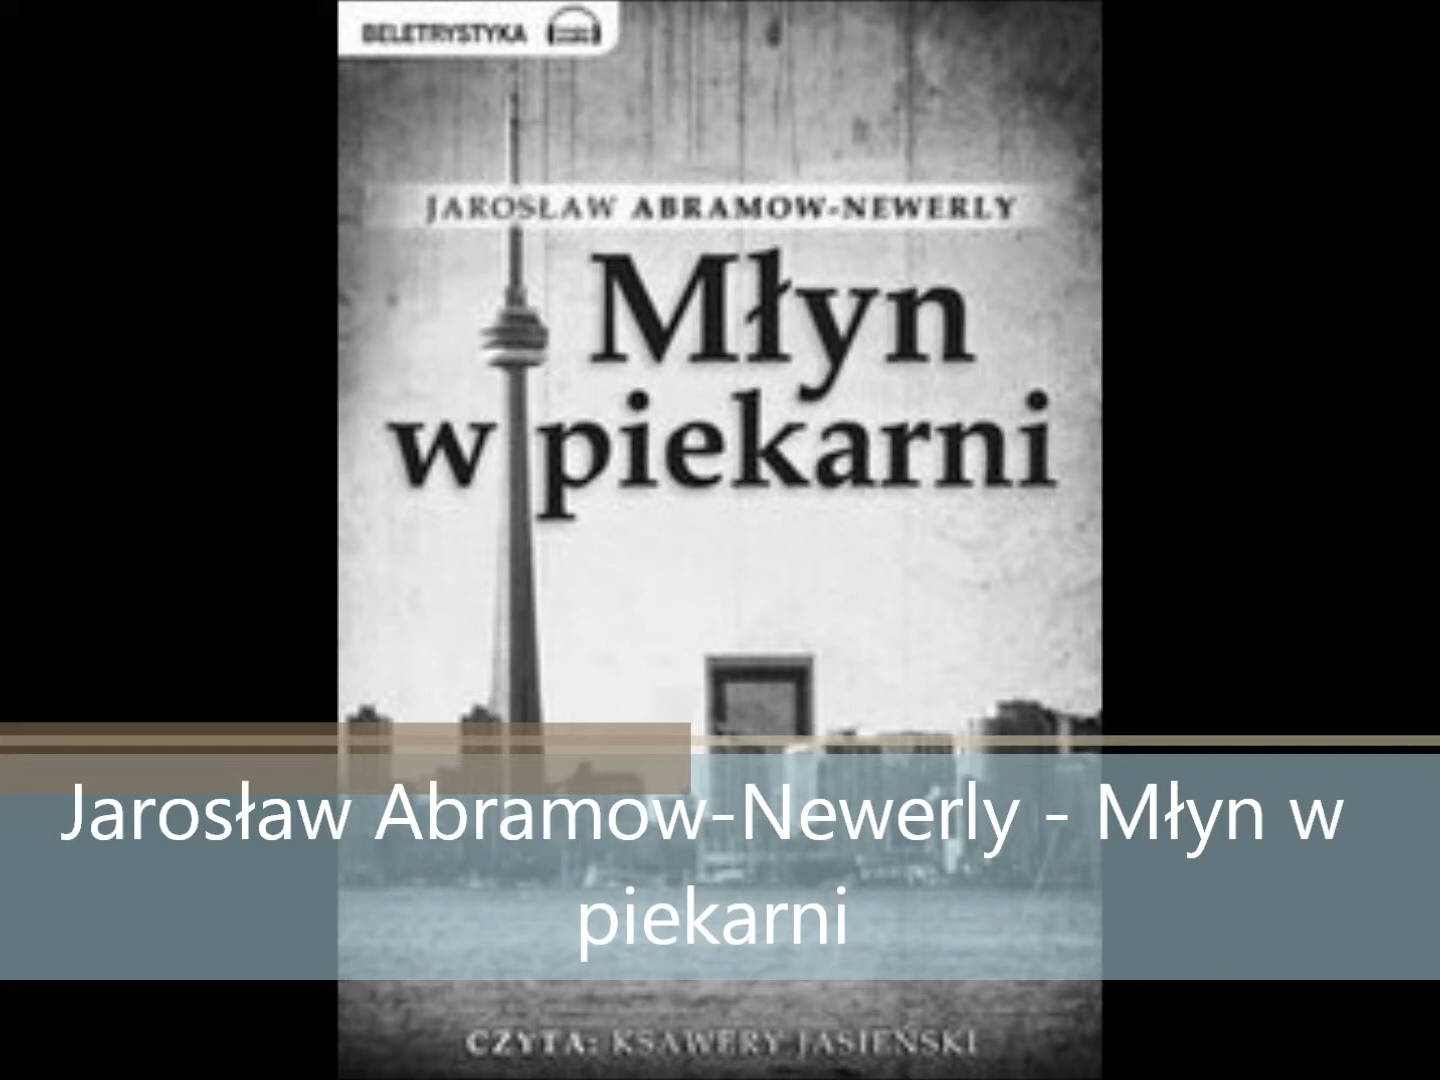 BELETRYSTYKA
JAROSŁAW ABRAMOW-NEWERLY
Młyn
w piekarni
Jarosław Abramow-Newerly - Młyn w
piekarni
CZYTA: KSAWERY JASIEŃSKI